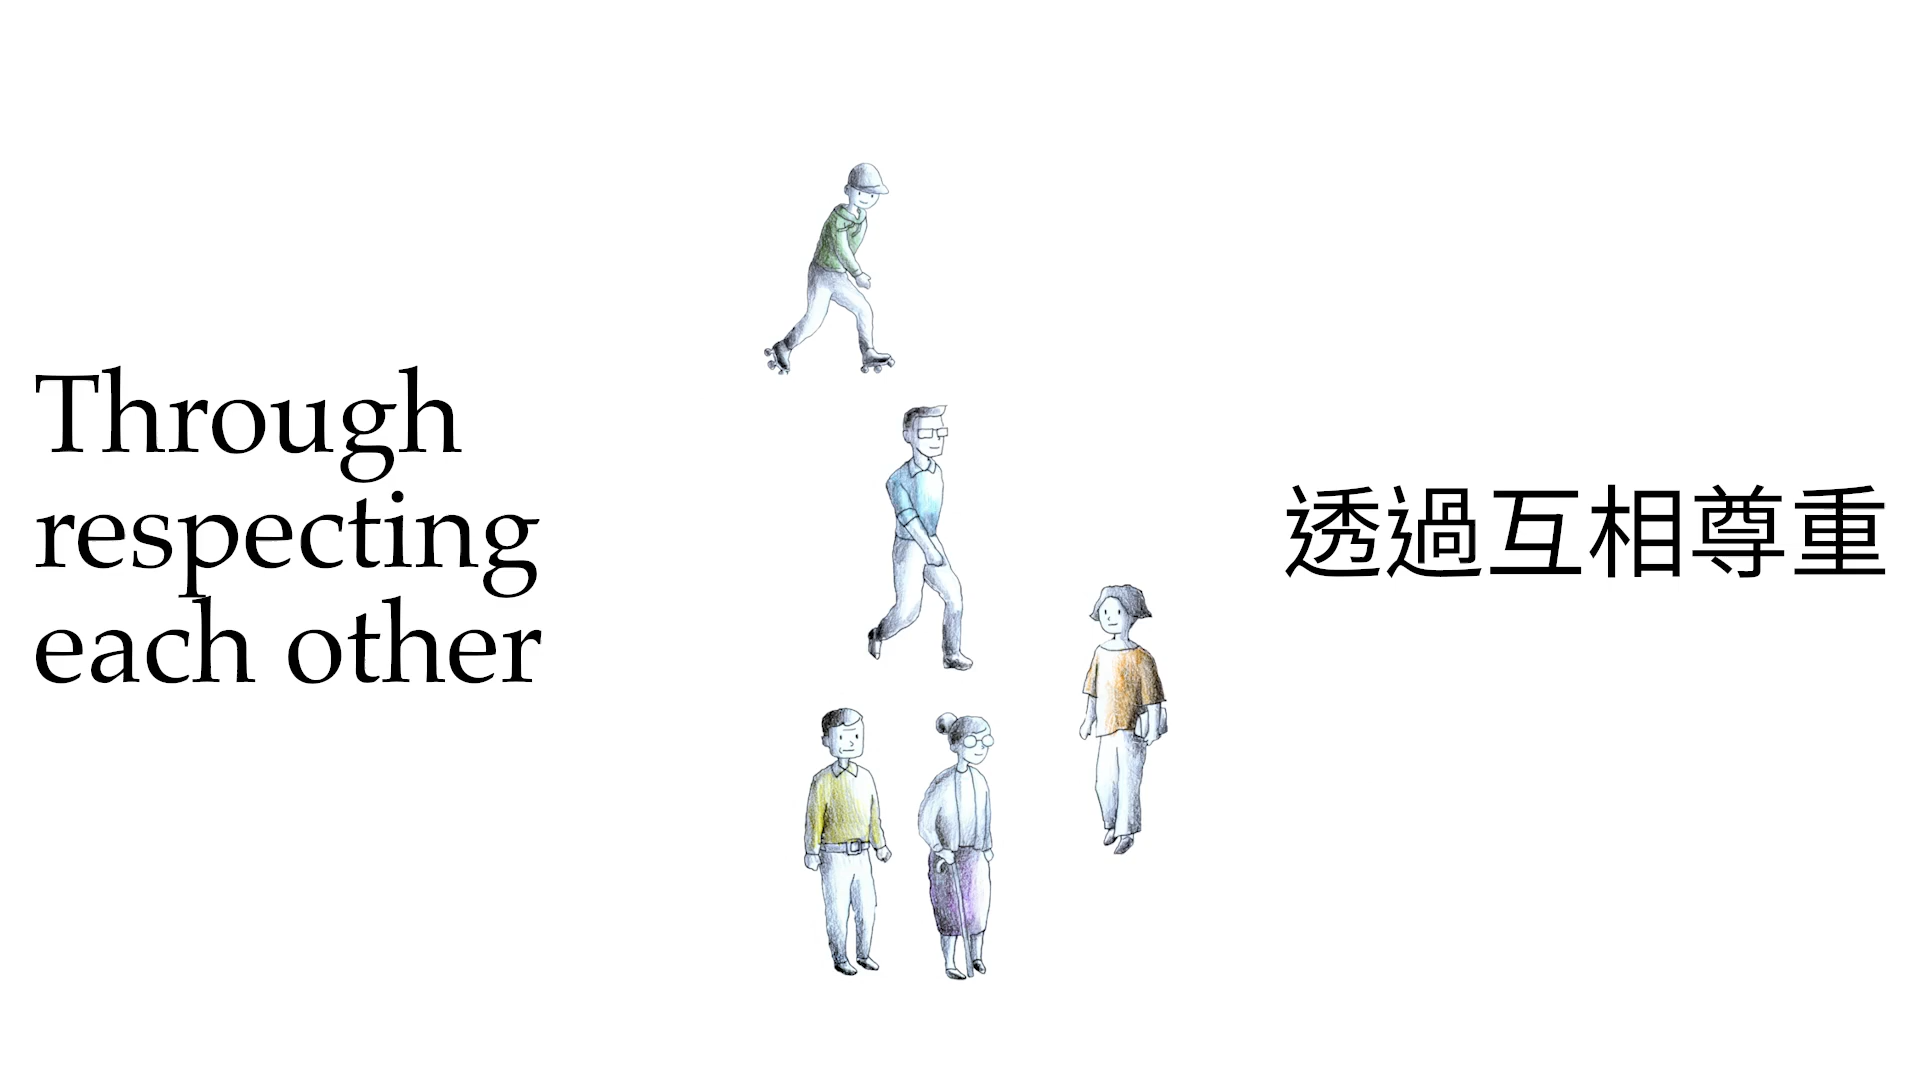 Through
respecting
each other
透過互相尊重